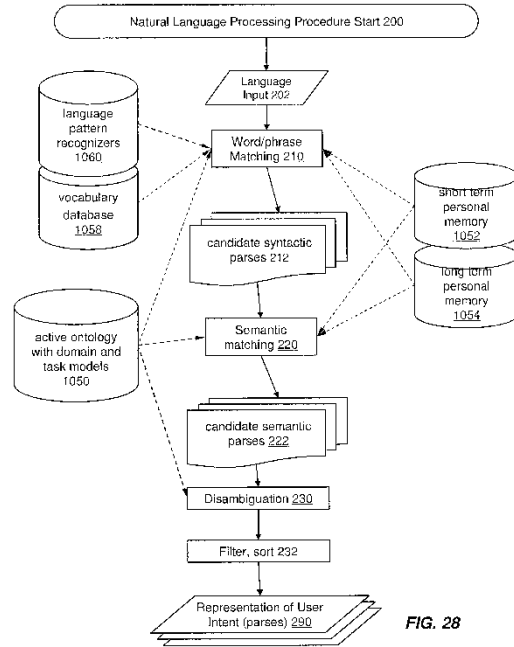 Natural Language Processing Procedure Start 200
Language
Input 202
language
pattern
recognizers
1060
Word/phrase
Matching 210
vocabulary
database
1058
short term
personal
memory
1052
candidate syntactic
parses 212
long term
personal
memory
1054
active ontology
with domain and
task models
1050
Semantic
matching 220
candidate semantic
parses 222
Disambiguation 230
Filter, sort 232
Representation of User
Intent (parses) 290
FIG. 28